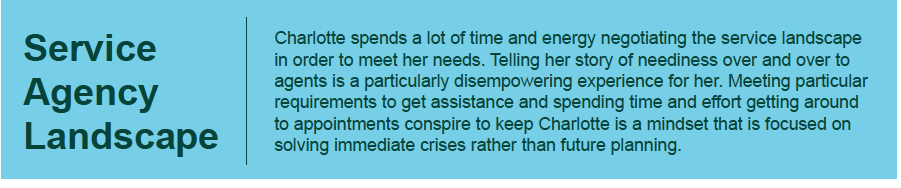 Service
Agency
Landscape
Charlotte spends a lot of time and energy negotiating the service landscape
in order to meet her needs. Telling her story of neediness over and over to
agents is a particularly disempowering experience for her. Meeting particular
requirements to get assistance and spending time and effort getting around
to appointments conspire to keep Charlotte is a mindset that is focused on
solving immediate crises rather than future planning.